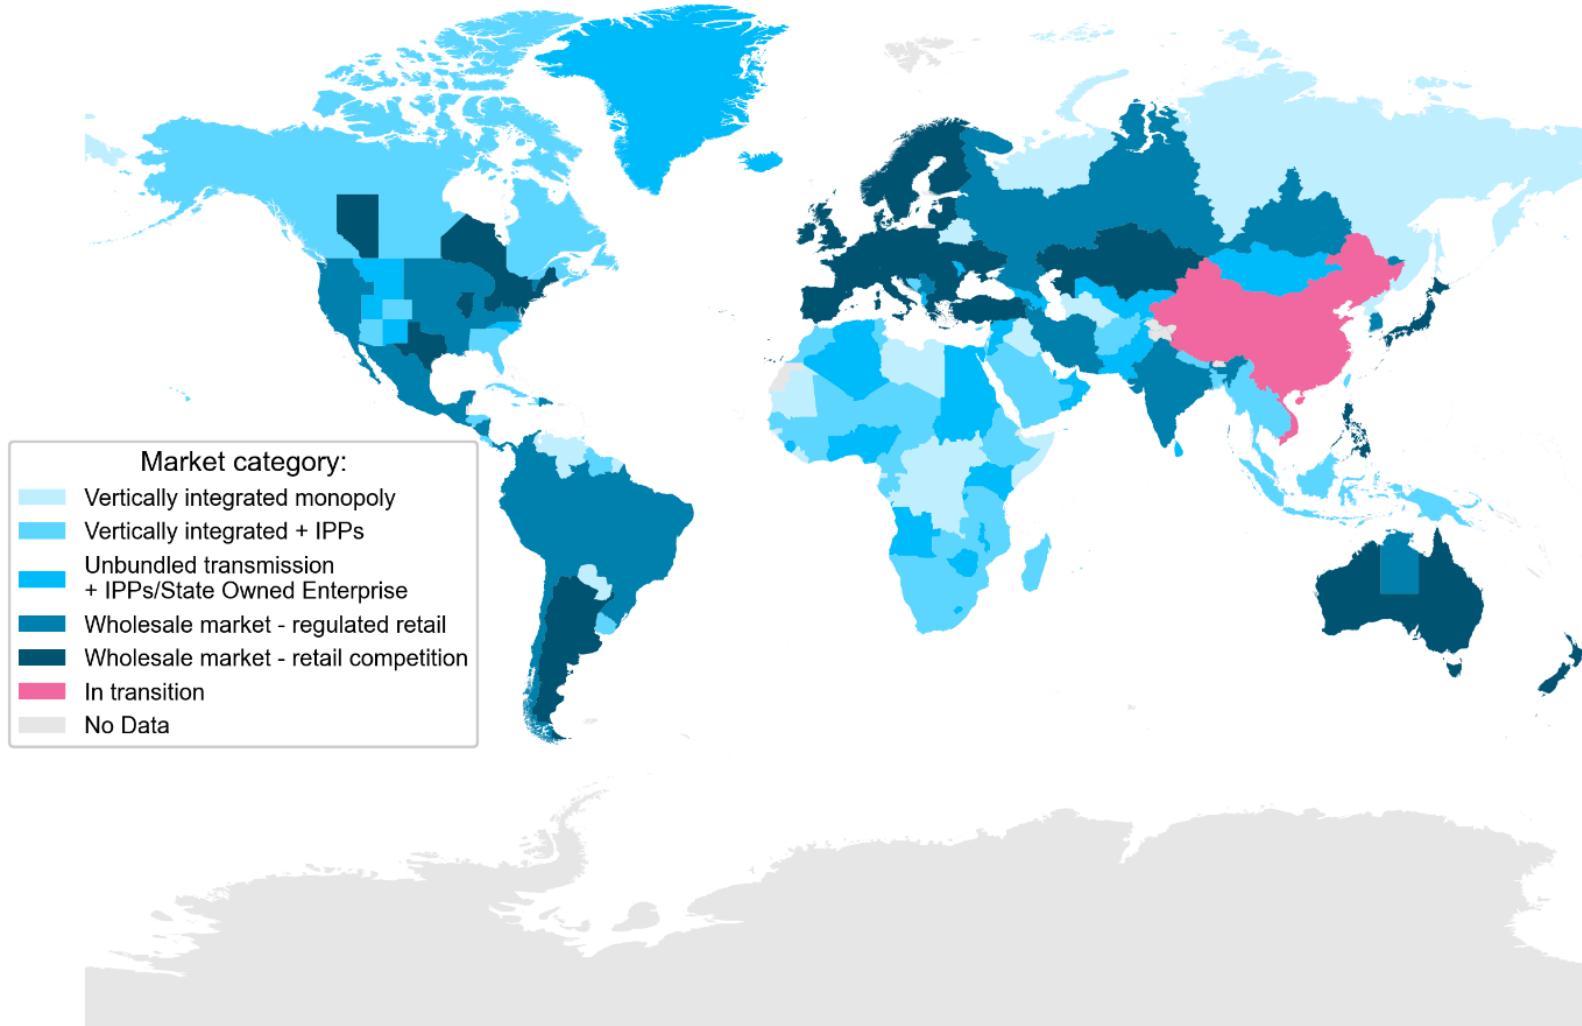 Market category:
Vertically integrated monopoly
Vertically integrated + IPPs
Unbundled transmission
+ IPPs/State Owned Enterprise
Wholesale market - regulated retail
Wholesale market - retail competition
In transition
No Data